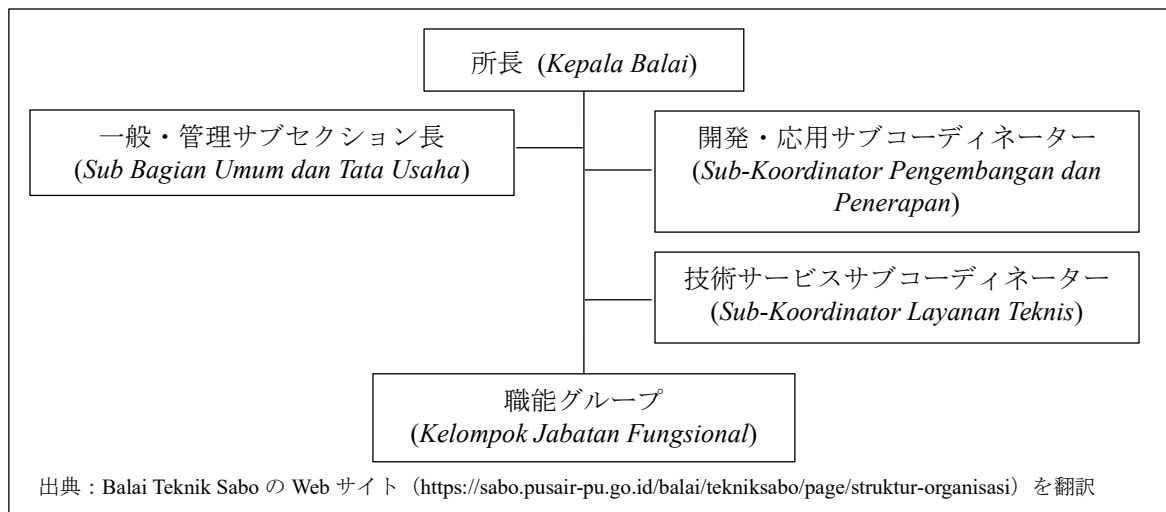 所長 (Kepala Balai)
一般・管理サブセクション長
(Sub Bagian Umum dan Tata Usaha)
開発・応用サブコーディネーター
(Sub-Koordinator Pengembangan dan
Penerapan)
技術サービスサブコーディネーター
(Sub-Koordinator Layanan Teknis)
職能グループ
(Kelompok Jabatan Fungsional)
出典：Balai Teknik Sabo の Web サイト（https://sabo.pusair-pu.go.id/balai/tekniksabo/page/struktur-organisasi）を翻訳